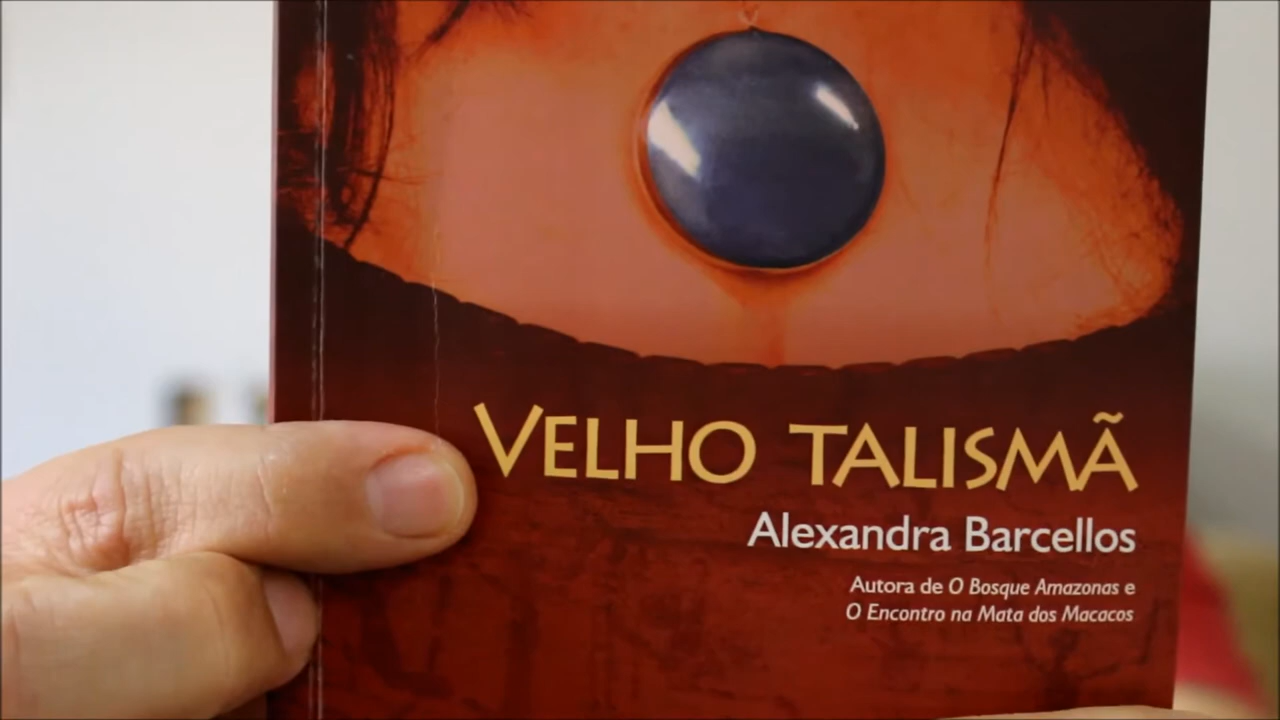 VELHO TALISMÃ
Alexandra Barcellos
Autora de O Bosque Amazonas e
O Encontro na Mata dos Macacos